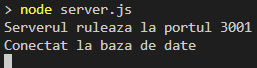 > node server.js
Serverul ruleaza la portul 3001
Conectat la baza de date